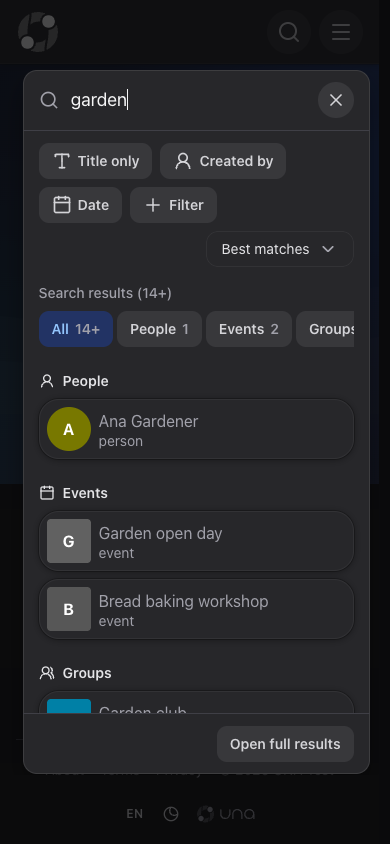 garden
Title only
Created by
Date
Filter
Best matches
Search results (14+)
All 14+
People 1
Events 2
Groups
People
A
Ana Gardener
person
Events
G
Garden open day
event
B
Bread baking workshop
event
Groups
Garden club
Open full results
EN
una